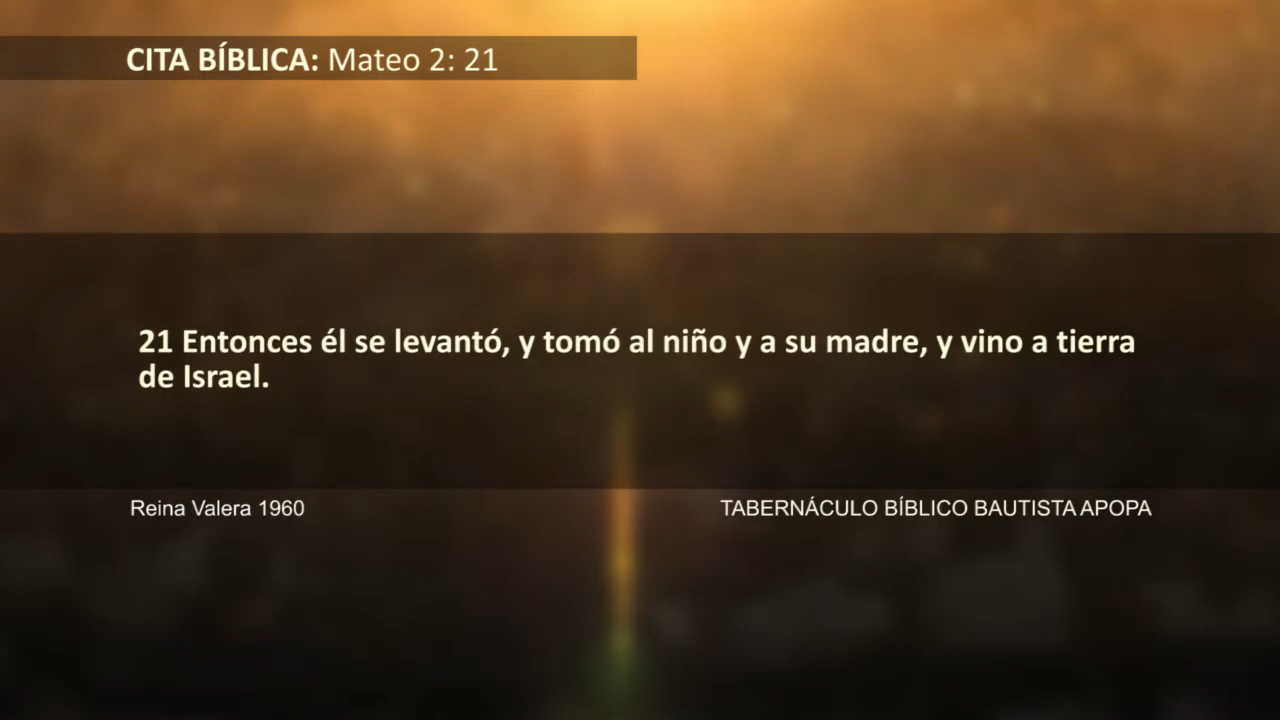 CITA BÍBLICA: Mateo 2: 21
21 Entonces él se levantó, y tomó al niño y a su madre, y vino a tierra
de Israel.
Reina Valera 1960
TABERNÁCULO BÍBLICO BAUTISTA APOPA